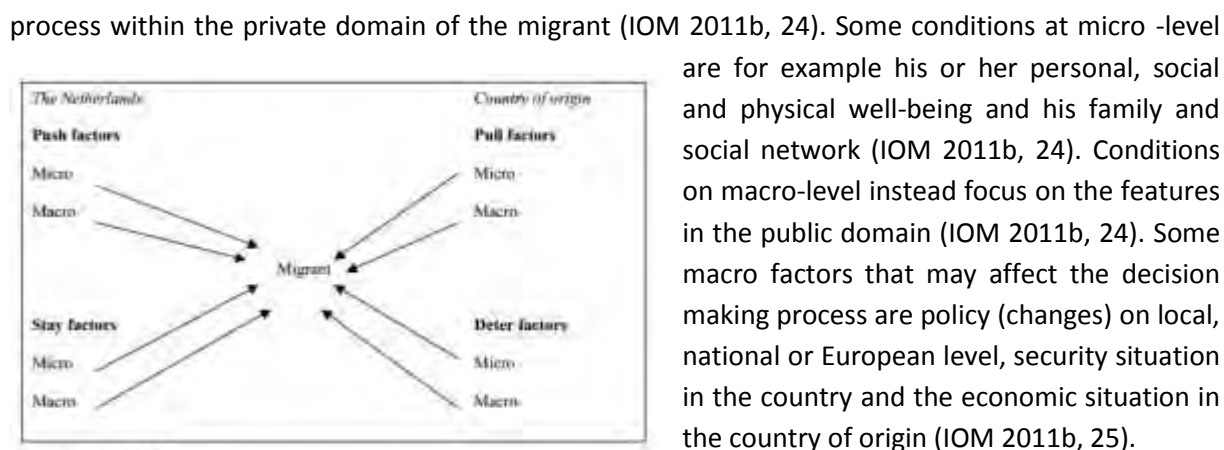 process within the private domain of the migrant (IOM 2011b, 24). Some conditions at micro -level
are for example his or her personal, social
and physical well-being and his family and
social network (IOM 2011b, 24). Conditions
on macro-level instead focus on the features
in the public domain (IOM 2011b, 24). Some
macro factors that may affect the decision
making process are policy (changes) on local,
national or European level, security situation
in the country and the economic situation in
the country of origin (IOM 2011b, 25).
The Netherlands
Country of origin
Push factors
Pull factors
Micro
Micro
Macro
Macro
Migrant
Stay factors
Deter factors
Micro
Micro
Macro
Macro